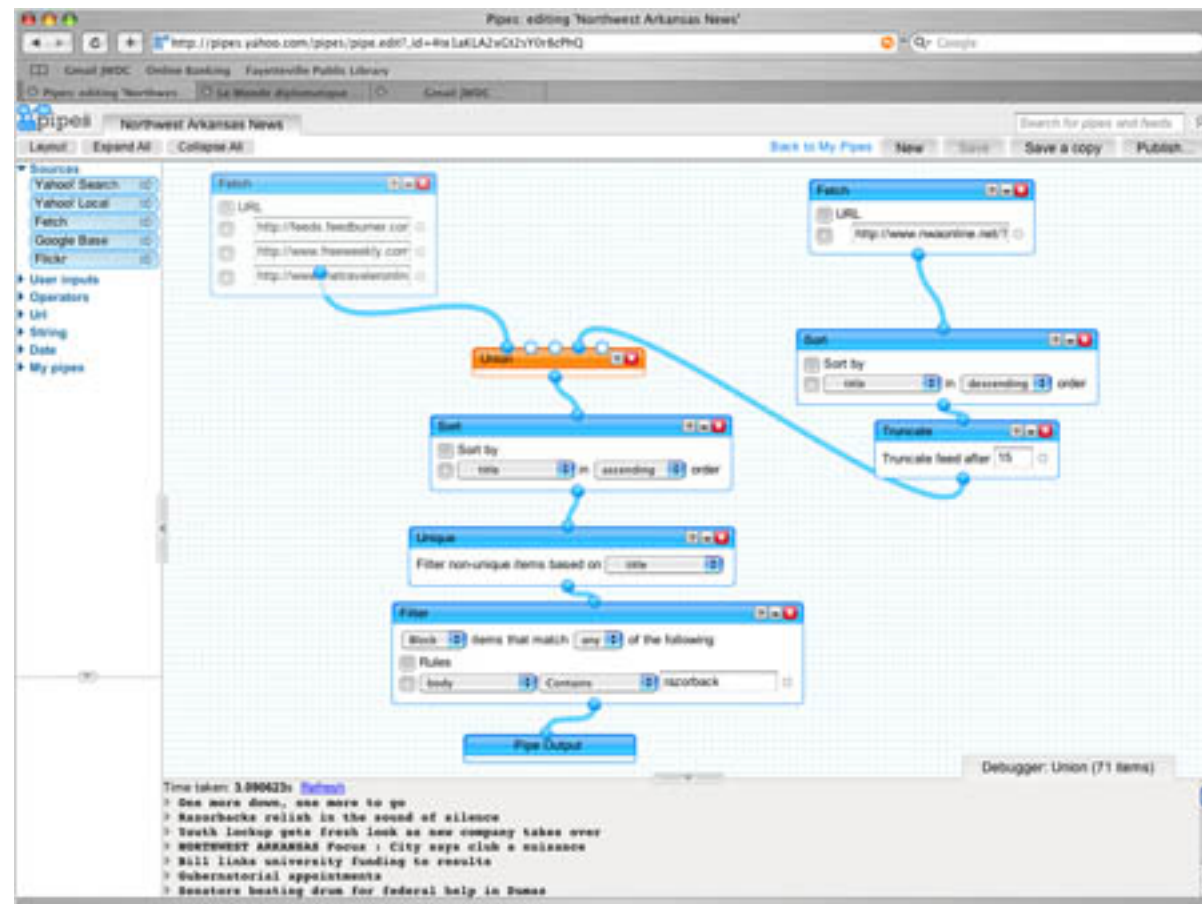 Pipes: editing 'Northwest Arkansas News'
Google
Gmail JWDC Online Banking Fayetteville Public Library
Pipes: editing 'Northwes... Le Monde diplomatique... Gmail JWDC
pipes Northwest Arkansas News Search for pipes and feeds
Layout Expand All Collapse All Back to My Pipes New Save Save a copy Publish...
Sources
Yahoo! Search
Yahoo! Local
Fetch
Google Base
Flickr
User inputs
Operators
Url
String
Date
My pipes
Fetch
URL
http://feeds.feedburner.com
http://www.freeweekly.com
Fetch
URL
http://www.nwaonline.net/?
Union
Sort
Sort by
title in descending order
Truncate
Truncate feed after 15
Sort
Sort by
title in ascending order
Unique
Filter non-unique items based on title
Filter
Block items that match any of the following
Rules
body Contains razorback
Pipe Output
Debugger: Union (71 items)
Time taken: 3.090623s Refresh
One more down, one more to go
Razorbacks relish in the sound of silence
Youth lockup gets fresh look as new company takes over
NORTHWEST ARKANSAS Focus : City says club a nuisance
Bill links university funding to results
Gubernatorial appointments
Senators beating drum for federal help in Dumas